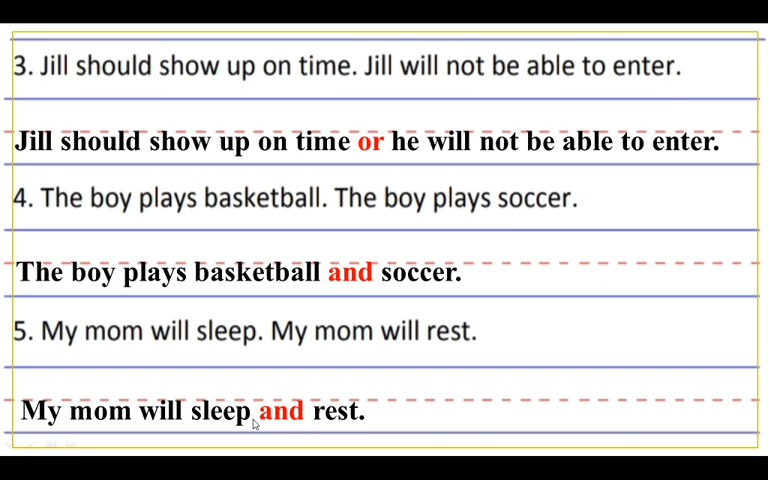 3. Jill should show up on time. Jill will not be able to enter.
Jill should show up on time or he will not be able to enter.
4. The boy plays basketball. The boy plays soccer.
The boy plays basketball and soccer.
5. My mom will sleep. My mom will rest.
My mom will sleep and rest.